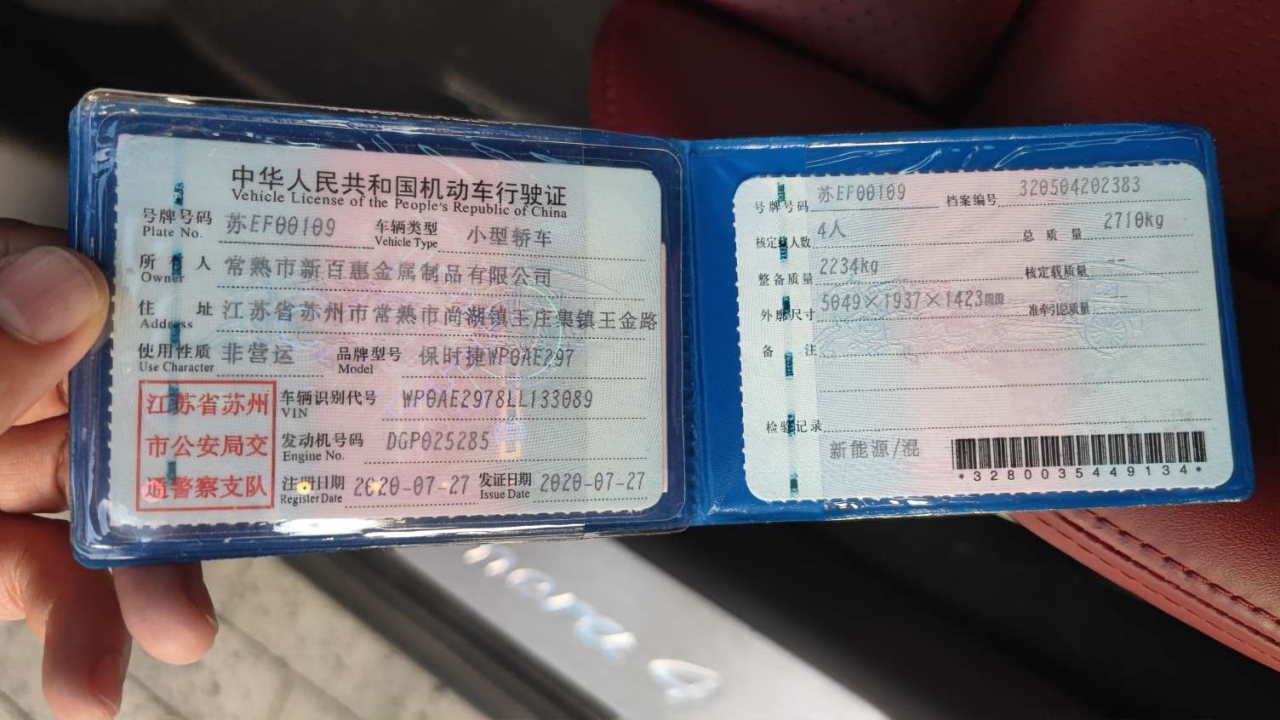 中华人民共和国机动车行驶证
Vehicle License of the People's Republic of China
号牌号码 苏EF00109 车辆类型 小型轿车
Plate No. Vehicle Type
所有人 常熟市新百惠金属制品有限公司
Owner
住址 江苏省苏州市常熟市尚湖镇王庄集镇王金路
Address
使用性质 非营运 品牌型号 保时捷WP0AE297
Use Character Model
江苏省苏州
市公安局交
通警察支队
车辆识别代号 WP0AE2978LL133089
VIN
发动机号码 DGP025285
Engine No.
注册日期 2020-07-27 发证日期 2020-07-27
Register Date Issue Date
号牌号码 苏EF00109 档案编号 320504202383
核定载人数 4人 总质量 2710kg
整备质量 2234kg 核定载质量 --
外廓尺寸 5049×1937×1423mm 准牵引总质量 --
备注
检验记录
新能源/混
*3280035449134*
mera 4